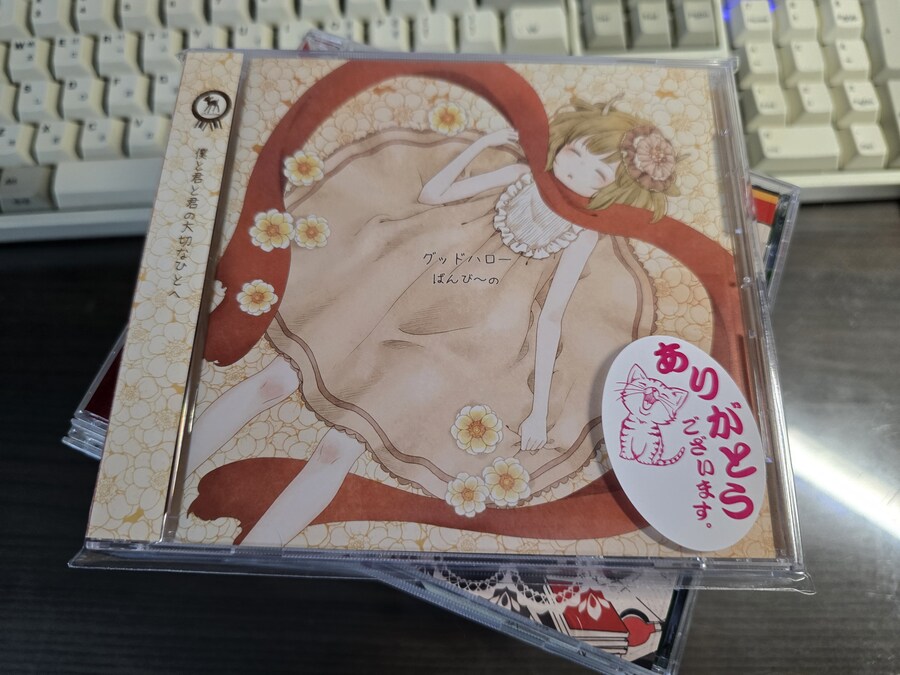 僕と君と君の大切なひとへ
グッドハロー
ばんび〜の
ありがとう
ございます。